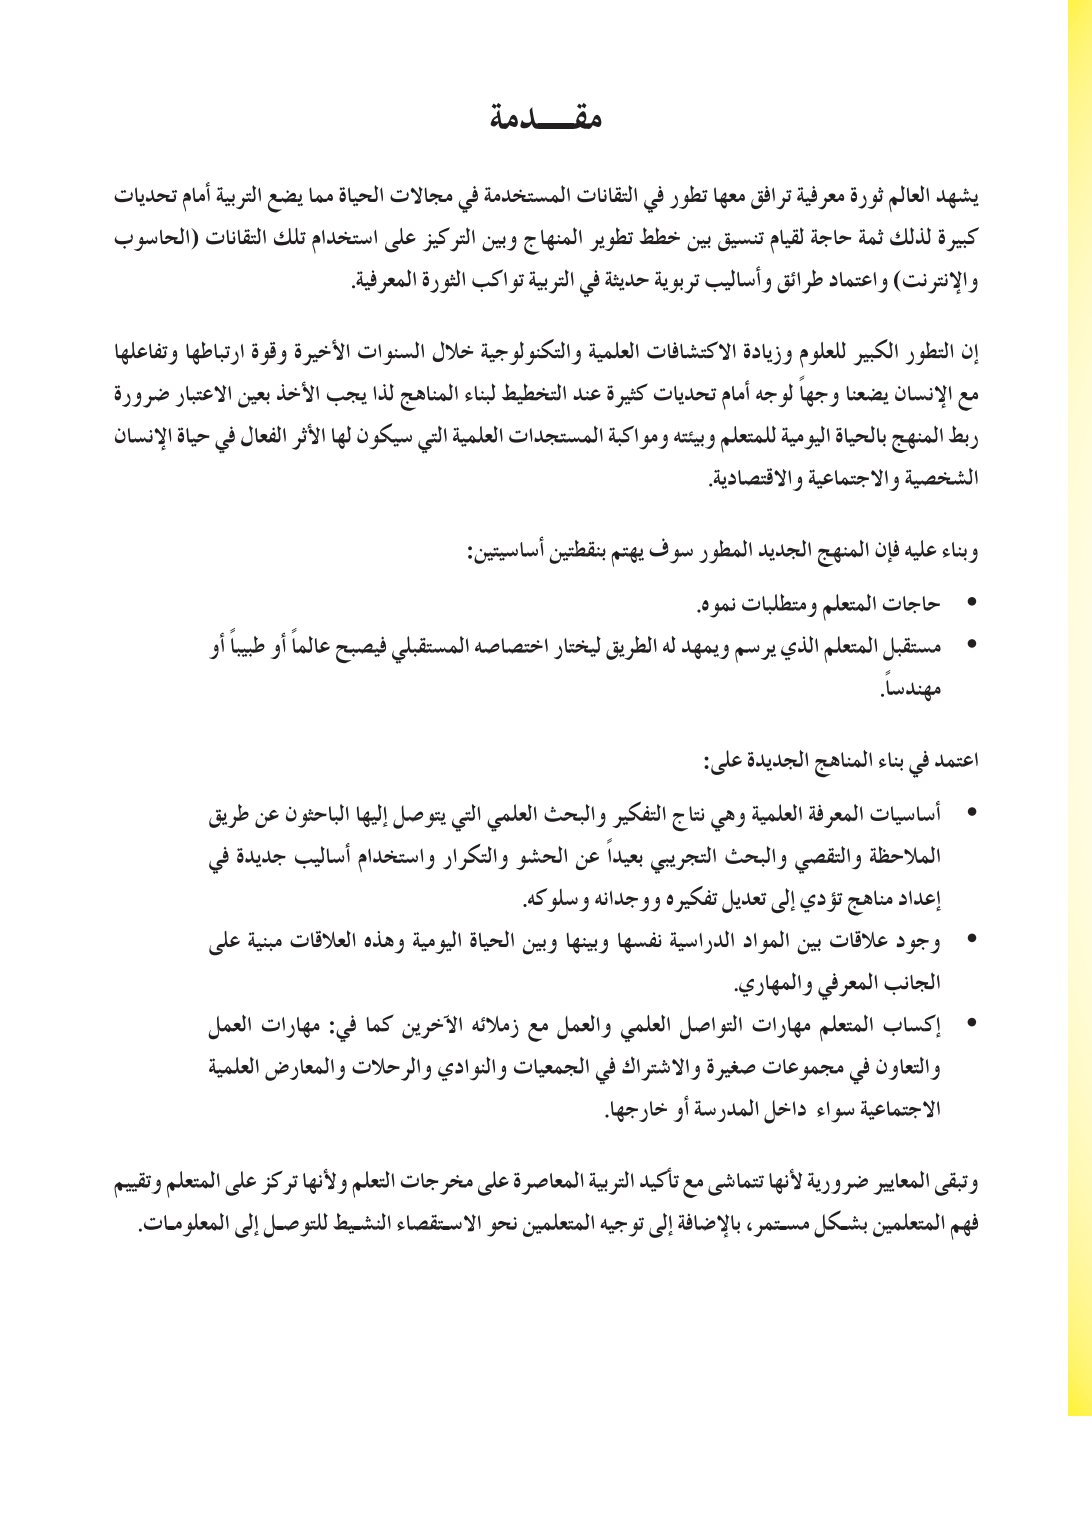 مقـــدمة
يشهد العالم ثورة معرفية ترافق معها تطور في التقانات المستخدمة في مجالات الحياة مما يضع التربية أمام تحديات
كبيرة لذلك ثمة حاجة لقيام تنسيق بين خطط تطوير المنهاج وبين التركيز على استخدام تلك التقانات (الحاسوب
والإنترنت) واعتماد طرائق وأساليب تربوية حديثة في التربية تواكب الثورة المعرفية.
إن التطور الكبير للعلوم وزيادة الاكتشافات العلمية والتكنولوجية خلال السنوات الأخيرة وقوة ارتباطها وتفاعلها
مع الإنسان يضعنا وجهاً لوجه أمام تحديات كثيرة عند التخطيط لبناء المناهج لذا يجب الأخذ بعين الاعتبار ضرورة
ربط المنهج بالحياة اليومية للمتعلم وبيئته ومواكبة المستجدات العلمية التي سيكون لها الأثر الفعال في حياة الإنسان
الشخصية والاجتماعية والاقتصادية.
وبناء عليه فإن المنهج الجديد المطور سوف يهتم بنقطتين أساسيتين:
• حاجات المتعلم ومتطلبات نموه.
• مستقبل المتعلم الذي يرسم ويمهد له الطريق ليختار اختصاصه المستقبلي فيصبح عالماً أو طبيباً أو
مهندساً.
اعتمد في بناء المناهج الجديدة على:
• أساسيات المعرفة العلمية وهي نتاج التفكير والبحث العلمي التي يتوصل إليها الباحثون عن طريق
الملاحظة والتقصي والبحث التجريبي بعيداً عن الحشو والتكرار واستخدام أساليب جديدة في
إعداد مناهج تؤدي إلى تعديل تفكيره ووجدانه وسلوكه.
• وجود علاقات بين المواد الدراسية نفسها وبينها وبين الحياة اليومية وهذه العلاقات مبنية على
الجانب المعرفي والمهاري.
• إكساب المتعلم مهارات التواصل العلمي والعمل مع زملائه الآخرين كما في: مهارات العمل
والتعاون في مجموعات صغيرة والاشتراك في الجمعيات والنوادي والرحلات والمعارض العلمية
الاجتماعية سواء داخل المدرسة أو خارجها.
وتبقى المعايير ضرورية لأنها تتماشى مع تأكيد التربية المعاصرة على مخرجات التعلم ولأنها تركز على المتعلم وتقييم
فهم المتعلمين بشـكل مسـتمر، بالإضافة إلى توجيه المتعلمين نحو الاسـتقصاء النشـيط للتوصـل إلى المعلومـات.